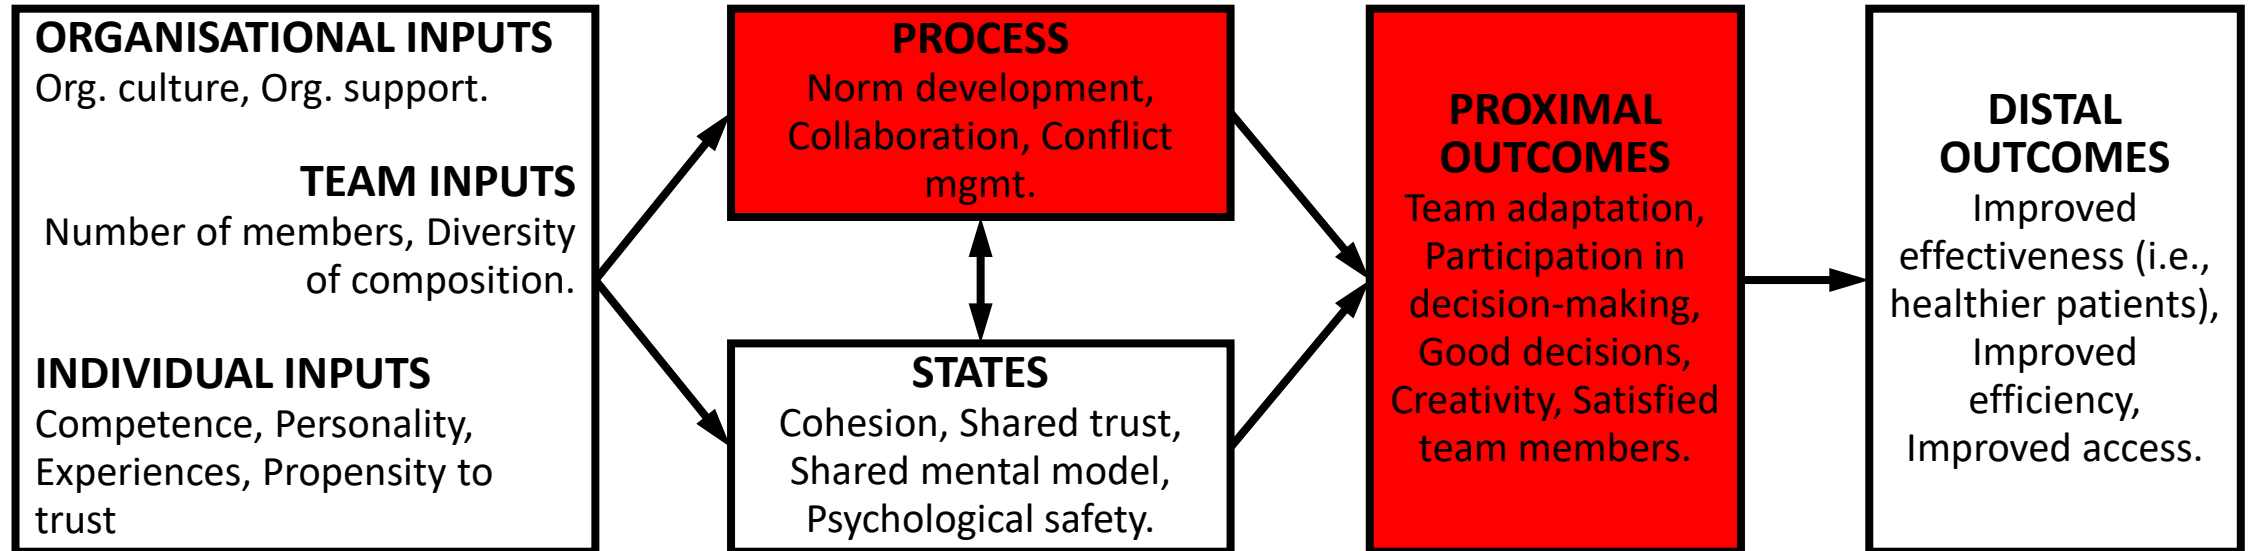 ORGANISATIONAL INPUTS
Org. culture, Org. support.
TEAM INPUTS
Number of members, Diversity
of composition.
INDIVIDUAL INPUTS
Competence, Personality,
Experiences, Propensity to
trust
PROCESS
Norm development,
Collaboration, Conflict
mgmt.
STATES
Cohesion, Shared trust,
Shared mental model,
Psychological safety.
PROXIMAL
OUTCOMES
Team adaptation,
Participation in
decision-making,
Good decisions,
Creativity, Satisfied
team members.
DISTAL
OUTCOMES
Improved
effectiveness (i.e.,
healthier patients),
Improved
efficiency,
Improved access.